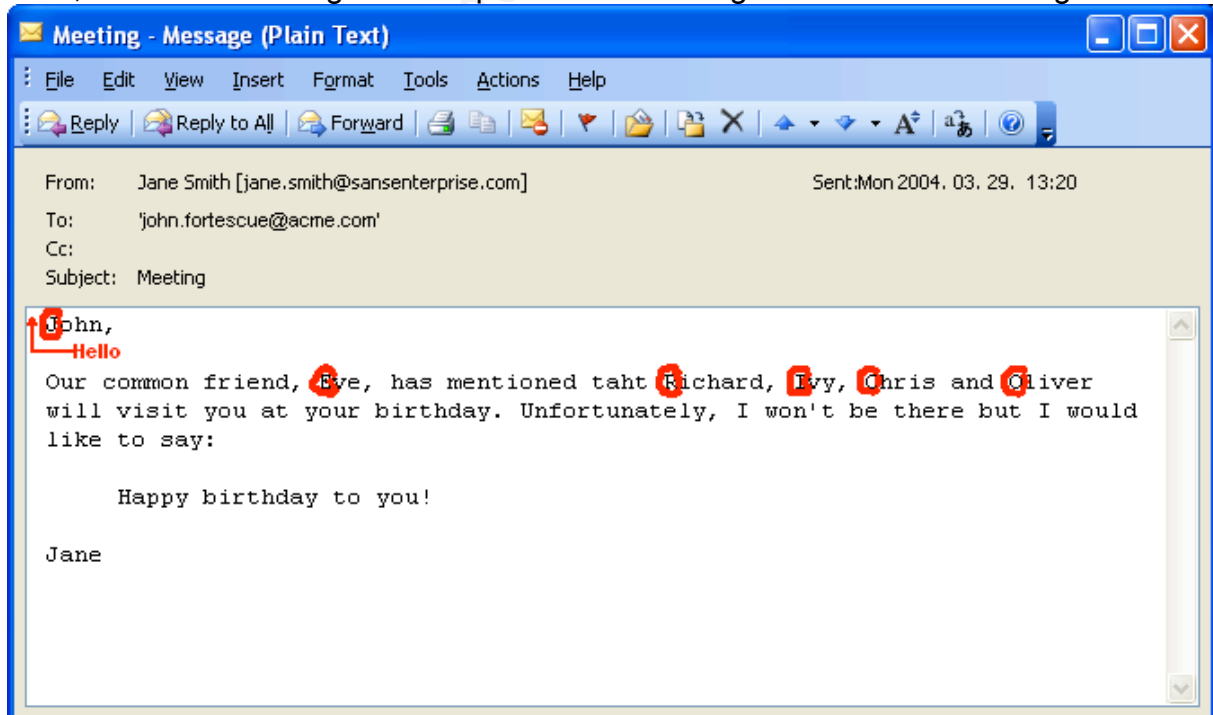 Meeting - Message (Plain Text)
File Edit View Insert Format Tools Actions Help
Reply Reply to All Forward
From: Jane Smith [jane.smith@sansenterprise.com] Sent:Mon 2004. 03. 29. 13:20
To: 'john.fortescue@acme.com'
Cc:
Subject: Meeting
John,
Hello
Our common friend, Eve, has mentioned taht Richard, Ivy, Chris and Oliver
will visit you at your birthday. Unfortunately, I won't be there but I would
like to say:
Happy birthday to you!
Jane